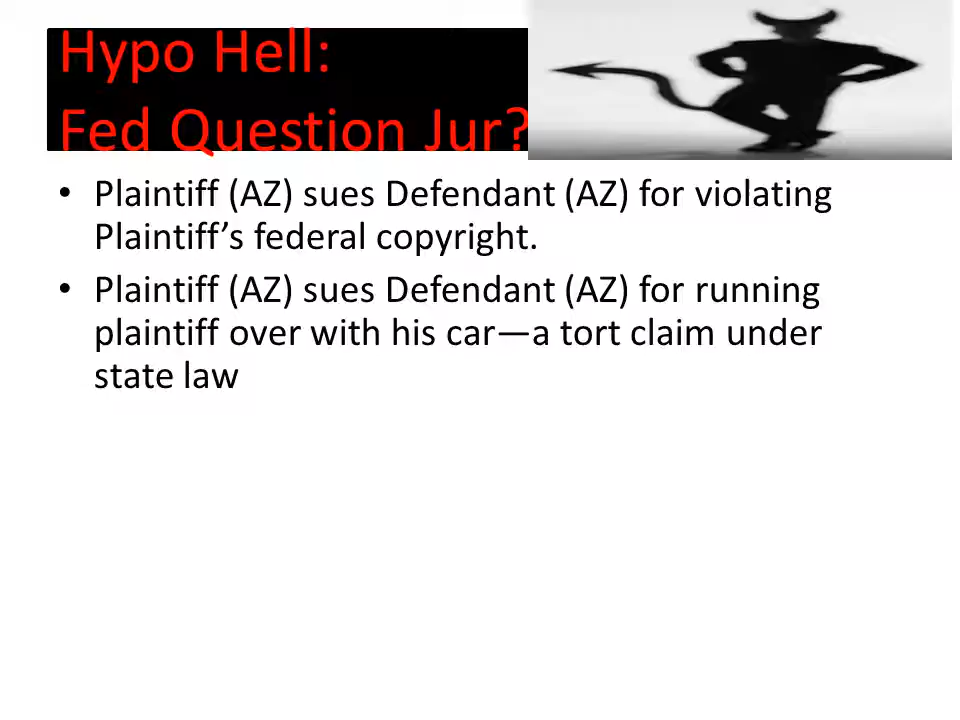 Hypo Hell:
Fed Question Jur?
• Plaintiff (AZ) sues Defendant (AZ) for violating
Plaintiff’s federal copyright.
• Plaintiff (AZ) sues Defendant (AZ) for running
plaintiff over with his car—a tort claim under
state law